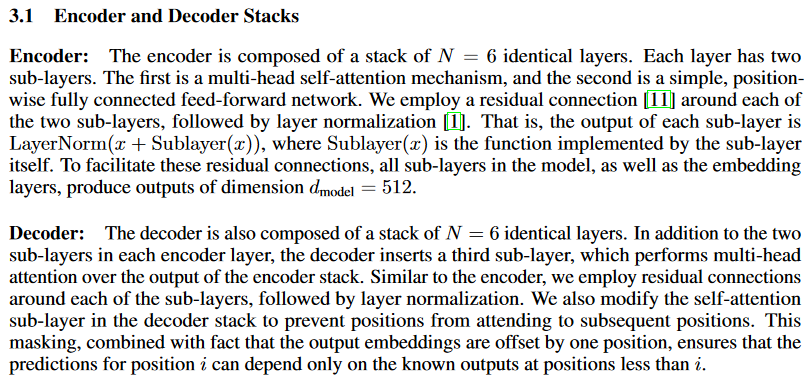 3.1 Encoder and Decoder Stacks
Encoder: The encoder is composed of a stack of N = 6 identical layers. Each layer has two
sub-layers. The first is a multi-head self-attention mechanism, and the second is a simple, position-
wise fully connected feed-forward network. We employ a residual connection [11] around each of
the two sub-layers, followed by layer normalization [1]. That is, the output of each sub-layer is
LayerNorm(x + Sublayer(x)), where Sublayer(x) is the function implemented by the sub-layer
itself. To facilitate these residual connections, all sub-layers in the model, as well as the embedding
layers, produce outputs of dimension dmodel = 512.
Decoder: The decoder is also composed of a stack of N = 6 identical layers. In addition to the two
sub-layers in each encoder layer, the decoder inserts a third sub-layer, which performs multi-head
attention over the output of the encoder stack. Similar to the encoder, we employ residual connections
around each of the sub-layers, followed by layer normalization. We also modify the self-attention
sub-layer in the decoder stack to prevent positions from attending to subsequent positions. This
masking, combined with fact that the output embeddings are offset by one position, ensures that the
predictions for position i can depend only on the known outputs at positions less than i.